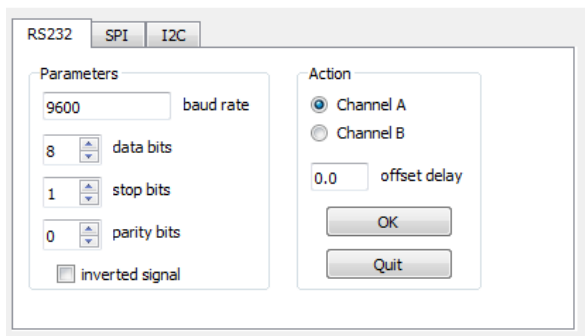 RS232 SPI I2C
Parameters
9600 baud rate
8 data bits
1 stop bits
0 parity bits
inverted signal
Action
Channel A
Channel B
0.0 offset delay
OK
Quit